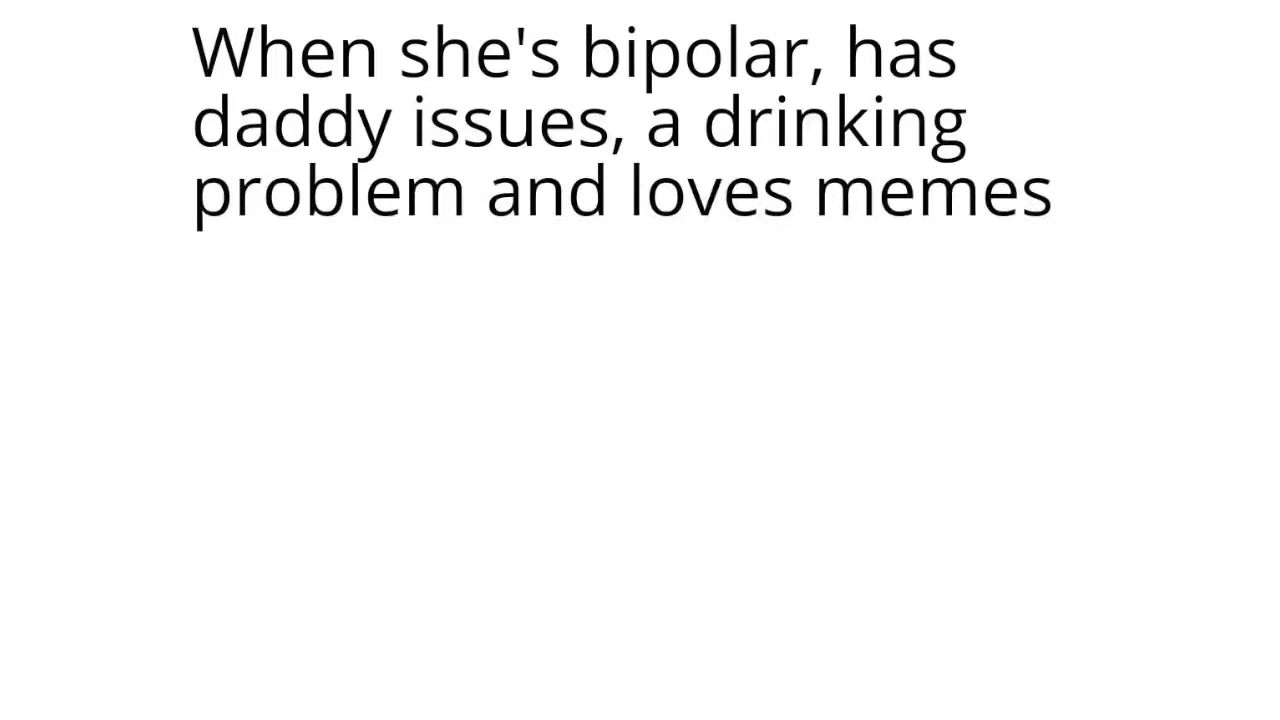 When she's bipolar, has
daddy issues, a drinking
problem and loves memes